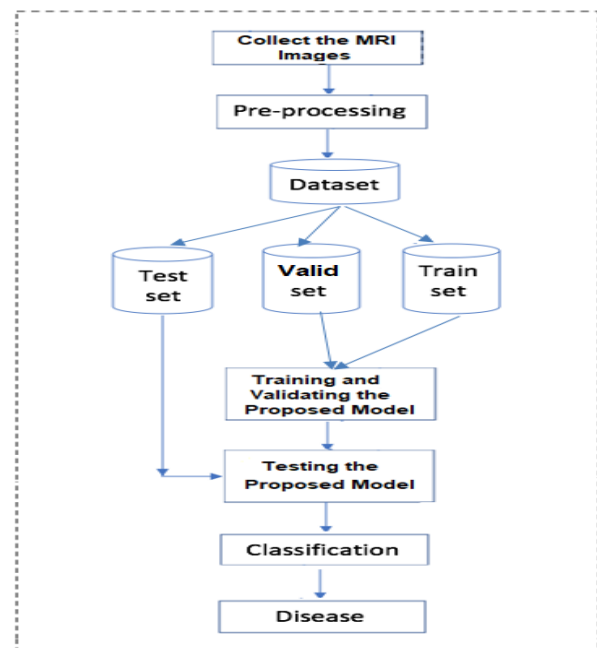 Collect the MRI
Images
Pre-processing
Dataset
Test
set
Valid
set
Train
set
Training and
Validating the
Proposed Model
Testing the
Proposed Model
Classification
Disease